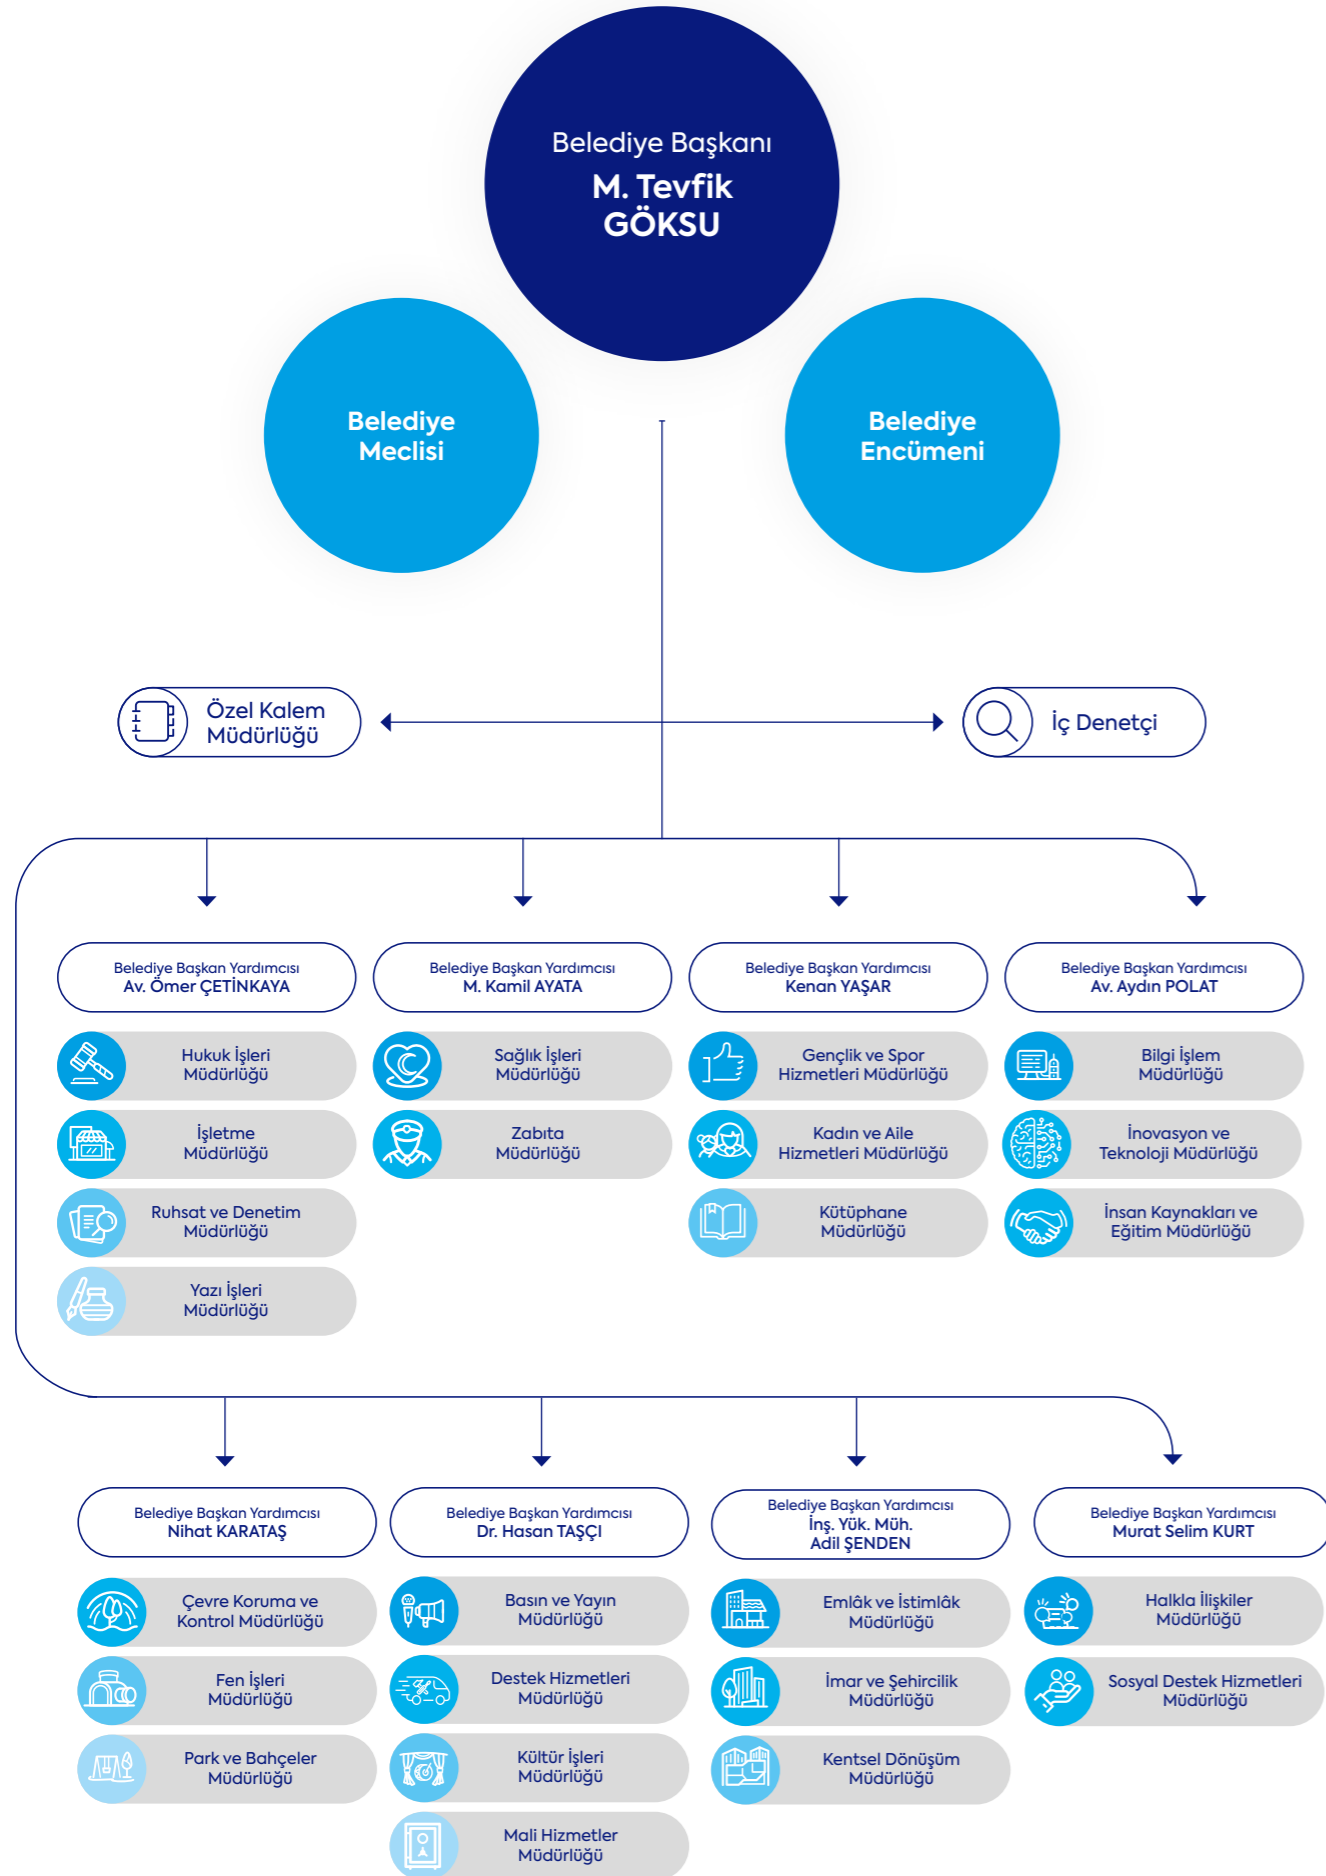 Belediye Başkanı
M. Tevfik
GÖKSU
Belediye
Meclisi
Belediye
Encümeni
Özel Kalem
Müdürlüğü
İç Denetçi
Belediye Başkan Yardımcısı
Av. Ömer ÇETİNKAYA
Hukuk İşleri
Müdürlüğü
İşletme
Müdürlüğü
Ruhsat ve Denetim
Müdürlüğü
Yazı İşleri
Müdürlüğü
Belediye Başkan Yardımcısı
M. Kamil AYATA
Sağlık İşleri
Müdürlüğü
Zabıta
Müdürlüğü
Belediye Başkan Yardımcısı
Kenan YAŞAR
Gençlik ve Spor
Hizmetleri Müdürlüğü
Kadın ve Aile
Hizmetleri Müdürlüğü
Kütüphane
Müdürlüğü
Belediye Başkan Yardımcısı
Av. Aydın POLAT
Bilgi İşlem
Müdürlüğü
İnovasyon ve
Teknoloji Müdürlüğü
İnsan Kaynakları ve
Eğitim Müdürlüğü
Belediye Başkan Yardımcısı
Nihat KARATAŞ
Çevre Koruma ve
Kontrol Müdürlüğü
Fen İşleri
Müdürlüğü
Park ve Bahçeler
Müdürlüğü
Belediye Başkan Yardımcısı
Dr. Hasan TAŞÇI
Basın ve Yayın
Müdürlüğü
Destek Hizmetleri
Müdürlüğü
Kültür İşleri
Müdürlüğü
Mali Hizmetler
Müdürlüğü
Belediye Başkan Yardımcısı
İnş. Yük. Müh.
Adil ŞENDEN
Emlâk ve İstimlâk
Müdürlüğü
İmar ve Şehircilik
Müdürlüğü
Kentsel Dönüşüm
Müdürlüğü
Belediye Başkan Yardımcısı
Murat Selim KURT
Halkla İlişkiler
Müdürlüğü
Sosyal Destek Hizmetleri
Müdürlüğü